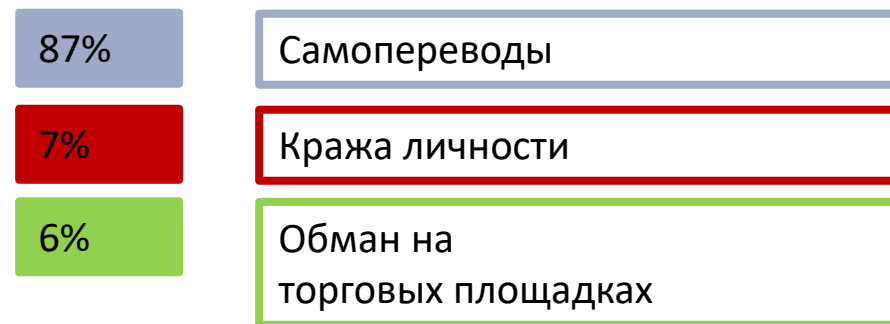 87% Самопереводы
7% Кража личности
6% Обман на
торговых площадках